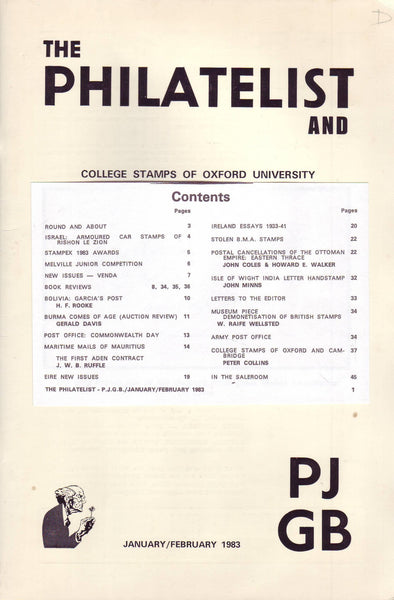 D
THE
PHILATELIST
AND
COLLEGE STAMPS OF OXFORD UNIVERSITY
Contents
Pages
ROUND AND ABOUT 3
ISRAEL: ARMOURED CAR STAMPS OF 4
RISHON LE ZION
STAMPEX 1983 AWARDS 5
MELVILLE JUNIOR COMPETITION 6
NEW ISSUES — VENDA 7
BOOK REVIEWS 8, 34, 35, 36
BOLIVIA: GARCIA'S POST 10
H. F. ROOKE
BURMA COMES OF AGE (AUCTION REVIEW) 11
GERALD DAVIS
POST OFFICE: COMMONWEALTH DAY 13
MARITIME MAILS OF MAURITIUS 14
THE FIRST ADEN CONTRACT
J. W. B. RUFFLE
EIRE NEW ISSUES 19
Pages
IRELAND ESSAYS 1933-41 20
STOLEN B.M.A. STAMPS 22
POSTAL CANCELLATIONS OF THE OTTOMAN 22
EMPIRE: EASTERN THRACE
JOHN COLES & HOWARD E. WALKER
ISLE OF WIGHT INDIA LETTER HANDSTAMP 32
JOHN MINNS
LETTERS TO THE EDITOR 33
MUSEUM PIECE 34
DEMONETISATION OF BRITISH STAMPS
W. RAIFE WELLSTED
ARMY POST OFFICE 34
COLLEGE STAMPS OF OXFORD AND CAM- 37
BRIDGE
PETER COLLINS
IN THE SALEROOM 45
THE PHILATELIST - P.J.G.B./JANUARY/FEBRUARY 1983 1
PJ
GB
JANUARY/FEBRUARY 1983